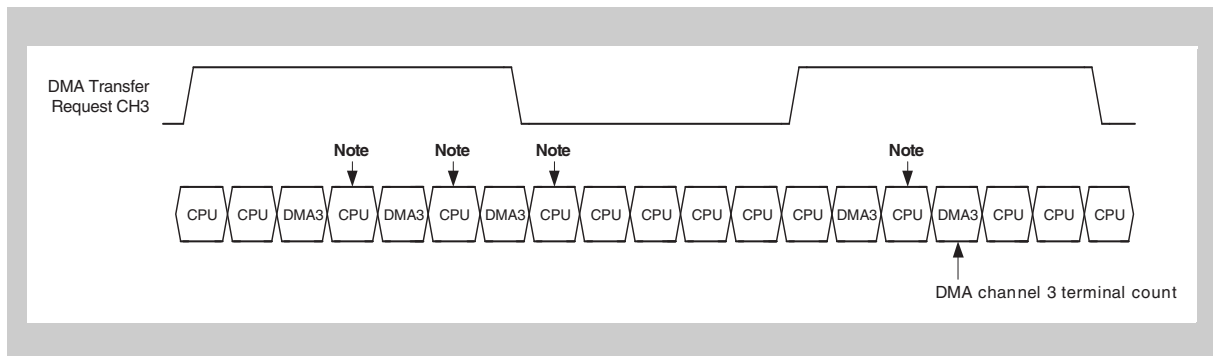 DMA Transfer
Request CH3
Note Note Note Note
CPU CPU DMA3 CPU DMA3 CPU DMA3 CPU CPU CPU CPU CPU CPU DMA3 CPU DMA3 CPU CPU CPU
DMA channel 3 terminal count